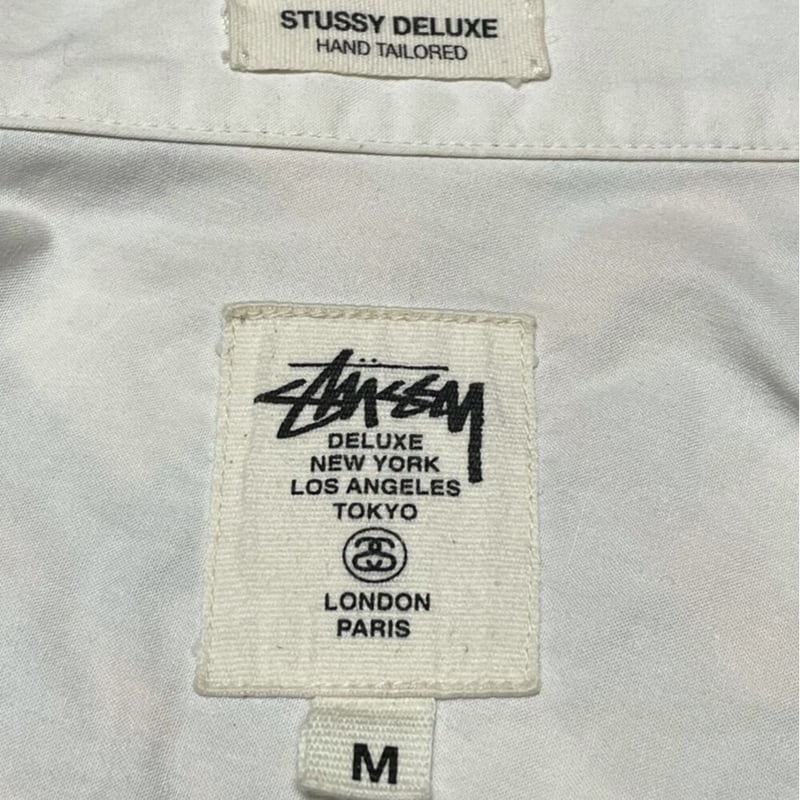 STUSSY DELUXE
HAND TAILORED
Stüssy
DELUXE
NEW YORK
LOS ANGELES
TOKYO
LONDON
PARIS
M